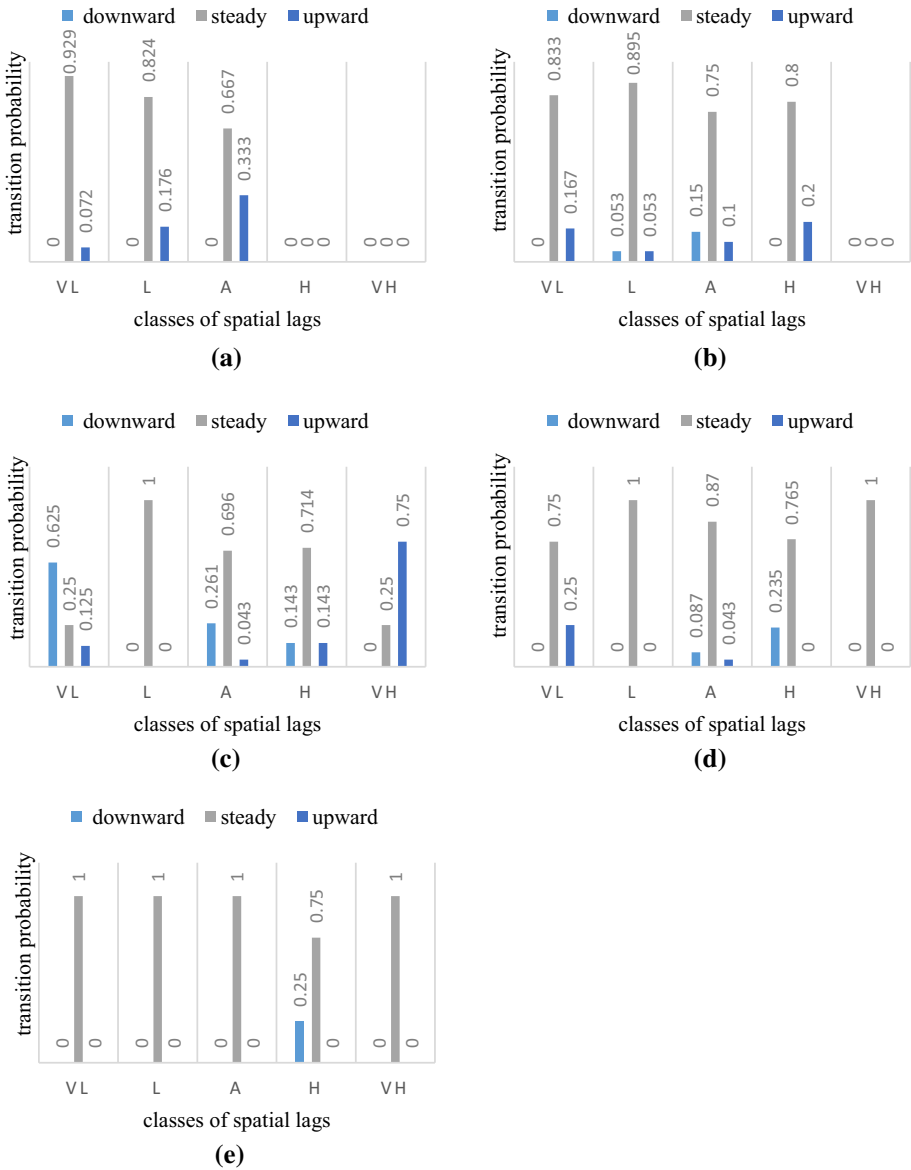 downward steady upward
transition probability
0 0.929 0.072 0 0.824 0.176 0 0.667 0.333 0 0 0 0 0 0
VL L A H VH
classes of spatial lags
(a)
downward steady upward
transition probability
0 0.833 0.167 0.053 0.895 0.053 0.15 0.75 0.1 0 0.8 0.2 0 0 0
VL L A H VH
classes of spatial lags
(b)
downward steady upward
transition probability
0.625 0.25 0.125 0 1 0 0.261 0.696 0.043 0.143 0.714 0.143 0 0.25 0.75
VL L A H VH
classes of spatial lags
(c)
downward steady upward
transition probability
0 0.75 0.25 0 1 0 0.087 0.87 0.043 0.235 0.765 0 0 1 0
VL L A H VH
classes of spatial lags
(d)
downward steady upward
transition probability
0 1 0 0 1 0 0 1 0 0.25 0.75 0 0 1 0
VL L A H VH
classes of spatial lags
(e)